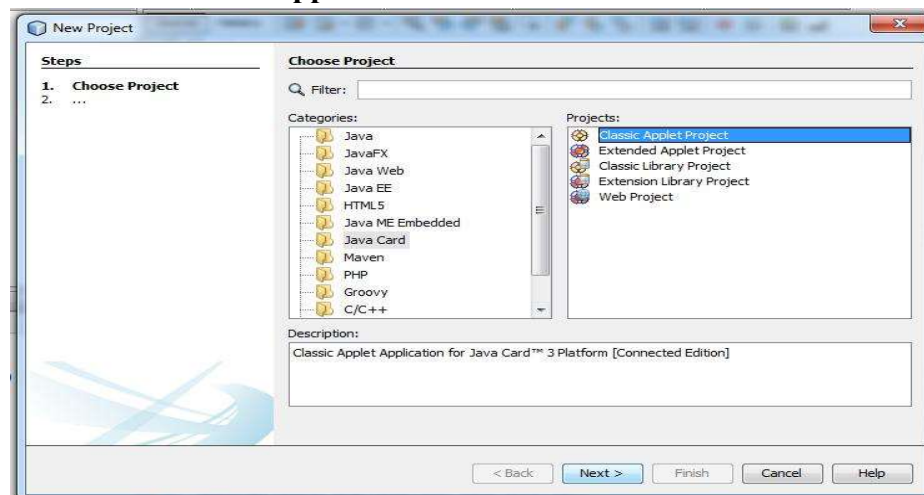 New Project
Steps
1. Choose Project
2. ...
Choose Project
Filter:
Categories:
Java
JavaFX
Java Web
Java EE
HTML5
Java ME Embedded
Java Card
Maven
PHP
Groovy
C/C++
Projects:
Classic Applet Project
Extended Applet Project
Classic Library Project
Extension Library Project
Web Project
Description:
Classic Applet Application for Java Card™ 3 Platform [Connected Edition]
< Back Next > Finish Cancel Help